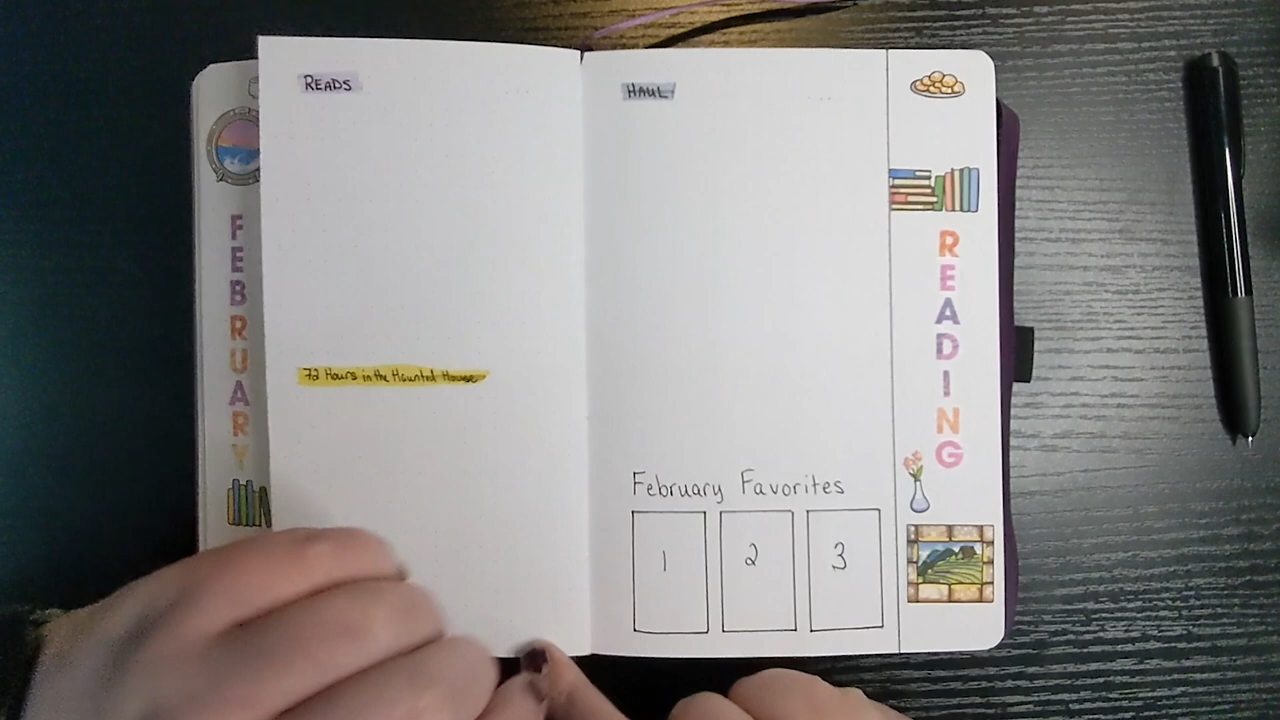 FEBRUARY
READS
72 Hours in the Haunted House
HAUL
February Favorites
1 2 3
READING